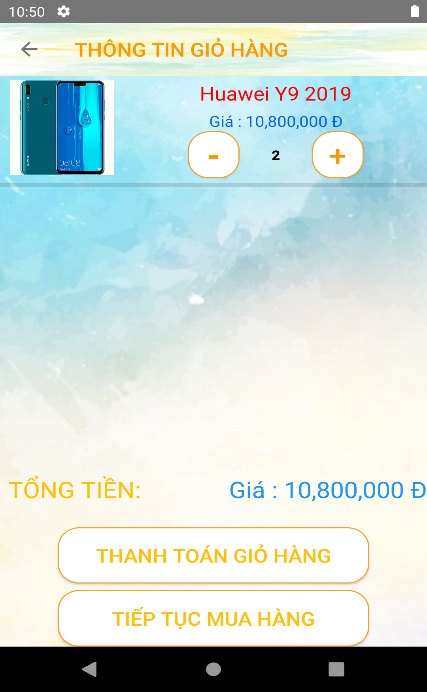 10:50
THÔNG TIN GIỎ HÀNG
Huawei Y9 2019
Giá : 10,800,000 Đ
-
2
+
TỔNG TIỀN:
Giá : 10,800,000 Đ
THANH TOÁN GIỎ HÀNG
TIẾP TỤC MUA HÀNG